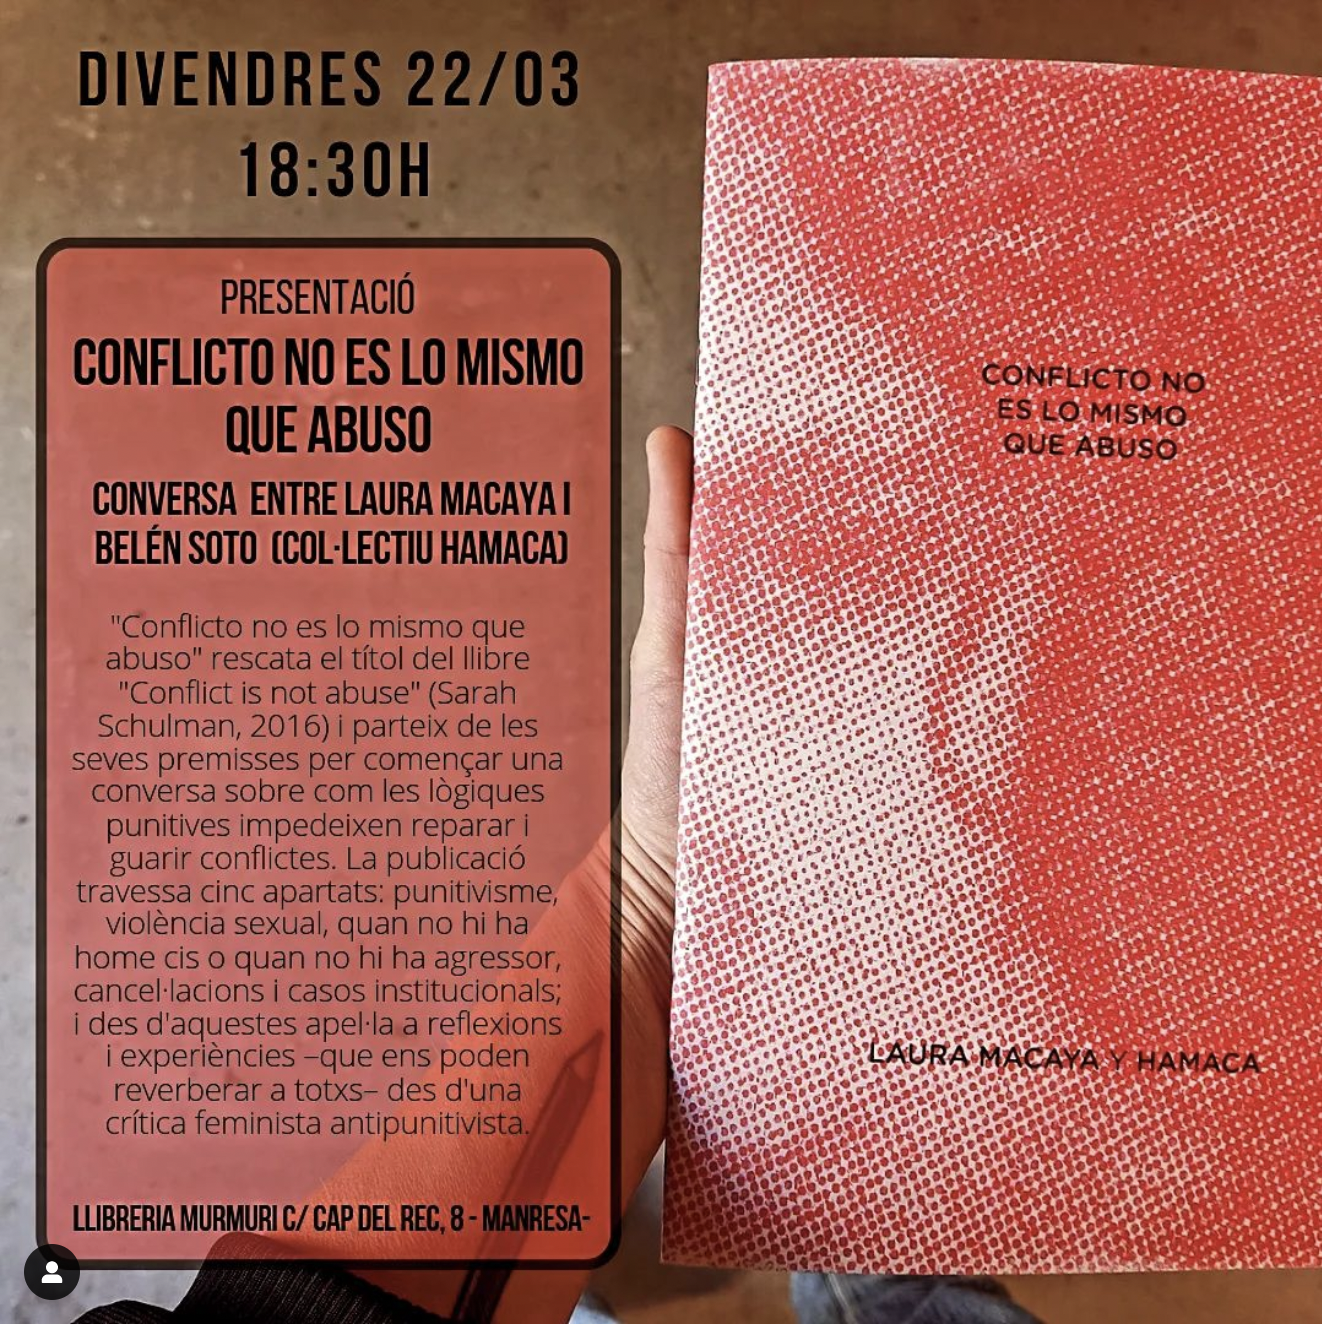 DIVENDRES 22/03
18:30H
PRESENTACIÓ
CONFLICTO NO ES LO MISMO
QUE ABUSO
CONVERSA ENTRE LAURA MACAYA I
BELÉN SOTO (COL·LECTIU HAMACA)
"Conflicto no es lo mismo que
abuso" rescata el títol del llibre
"Conflict is not abuse" (Sarah
Schulman, 2016) i parteix de les
seves premisses per començar una
conversa sobre com les lògiques
punitives impedeixen reparar i
guarir conflictes. La publicació
travessa cinc apartats: punitivisme,
violència sexual, quan no hi ha
home cis o quan no hi ha agressor,
cancel·lacions i casos institucionals;
i des d'aquestes apel·la a reflexions
i experiències –que ens poden
reverberar a totxs– des d'una
crítica feminista antipunitivista.
LLIBRERIA MURMURI C/ CAP DEL REC, 8 - MANRESA-
CONFLICTO NO
ES LO MISMO
QUE ABUSO
LAURA MACAYA Y HAMACA